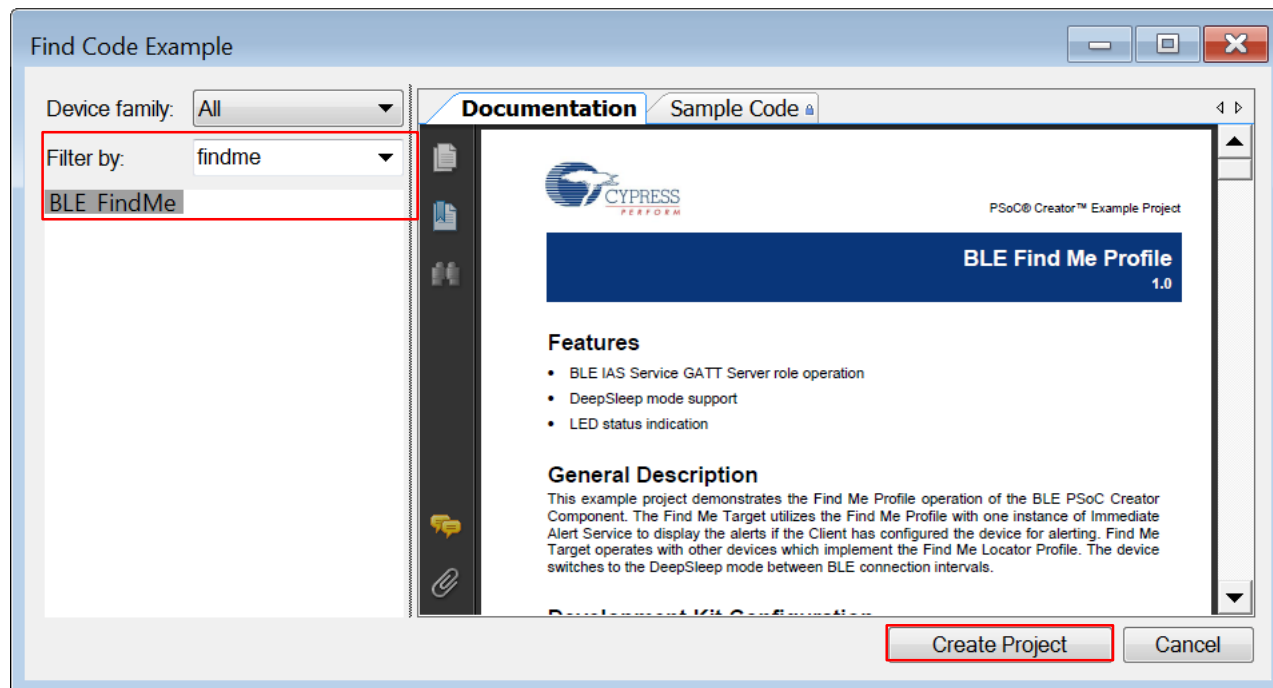 Find Code Example
Device family: All
Filter by: findme
BLE FindMe
Documentation Sample Code
CYPRESS
PERFORM
PSoC® Creator™ Example Project
BLE Find Me Profile
1.0
Features
• BLE IAS Service GATT Server role operation
• DeepSleep mode support
• LED status indication
General Description
This example project demonstrates the Find Me Profile operation of the BLE PSoC Creator
Component. The Find Me Target utilizes the Find Me Profile with one instance of Immediate
Alert Service to display the alerts if the Client has configured the device for alerting. Find Me
Target operates with other devices which implement the Find Me Locator Profile. The device
switches to the DeepSleep mode between BLE connection intervals.
Development Kit Configuration
Create Project Cancel